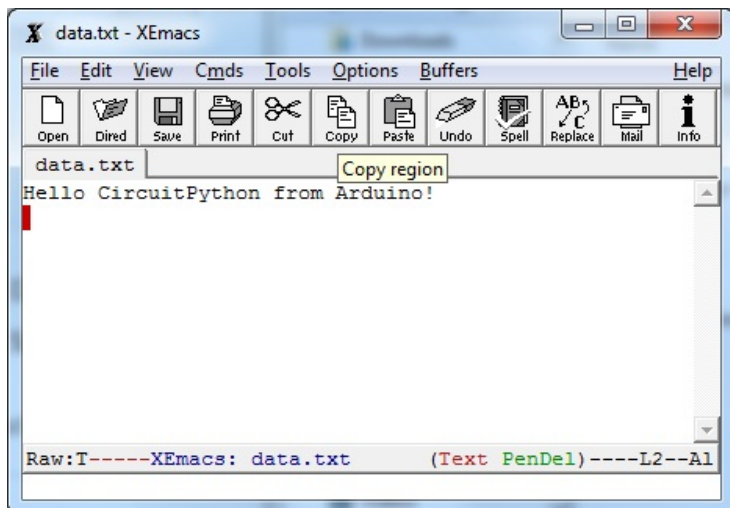 data.txt - XEmacs
File Edit View Cmds Tools Options Buffers Help
Open Dired Save Print Cut Copy Paste Undo Spell AB C Replace Mail Info
data.txt
Copy region
Hello CircuitPython from Arduino!
Raw:T-----XEmacs: data.txt (Text PenDel)----L2--Al